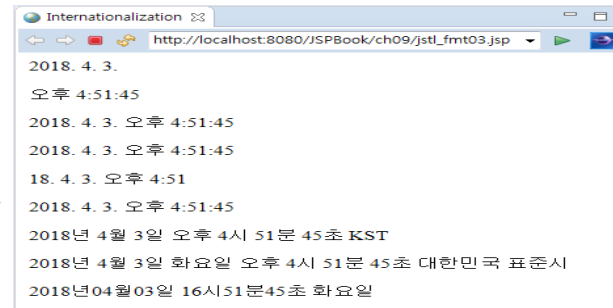 Internationalization
http://localhost:8080/JSPBook/ch09/jstl_fmt03.jsp
2018. 4. 3.
오후 4:51:45
2018. 4. 3. 오후 4:51:45
2018. 4. 3. 오후 4:51:45
18. 4. 3. 오후 4:51
2018. 4. 3. 오후 4:51:45
2018년 4월 3일 오후 4시 51분 45초 KST
2018년 4월 3일 화요일 오후 4시 51분 45초 대한민국 표준시
2018년04월03일 16시51분45초 화요일